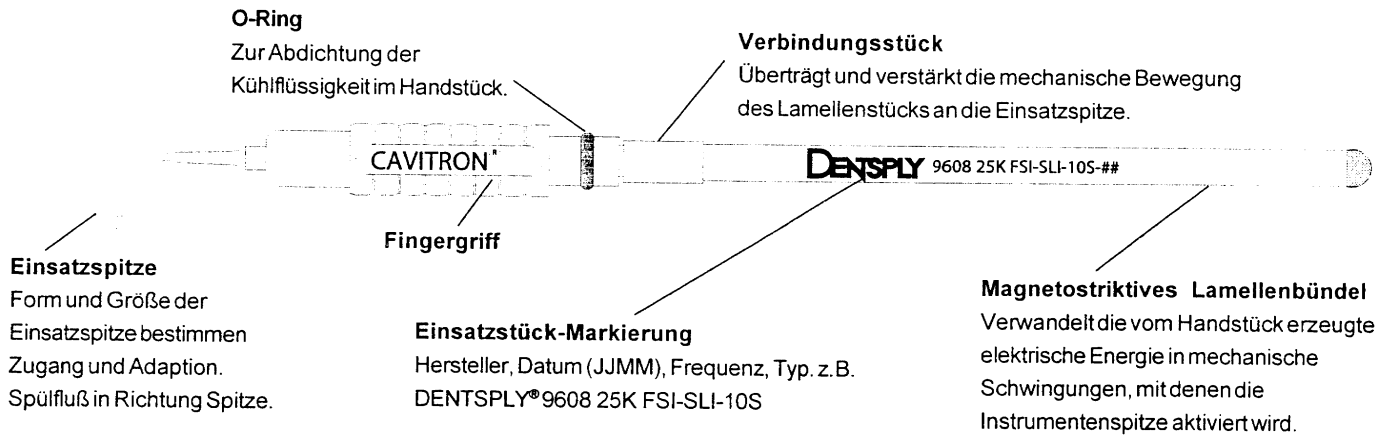 O-Ring
Zur Abdichtung der
Kühlflüssigkeit im Handstück.
Verbindungsstück
Überträgt und verstärkt die mechanische Bewegung
des Lamellenstücks an die Einsatzspitze.
CAVITRON®
DENTSPLY 9608 25K FSI-SLI-10S-##
Fingergriff
Einsatzspitze
Form und Größe der
Einsatzspitze bestimmen
Zugang und Adaption.
Spülfluß in Richtung Spitze.
Einsatzstück-Markierung
Hersteller, Datum (JJMM), Frequenz, Typ. z.B.
DENTSPLY® 9608 25K FSI-SLI-10S
Magnetostriktives Lamellenbündel
Verwandelt die vom Handstück erzeugte
elektrische Energie in mechanische
Schwingungen, mit denen die
Instrumentenspitze aktiviert wird.